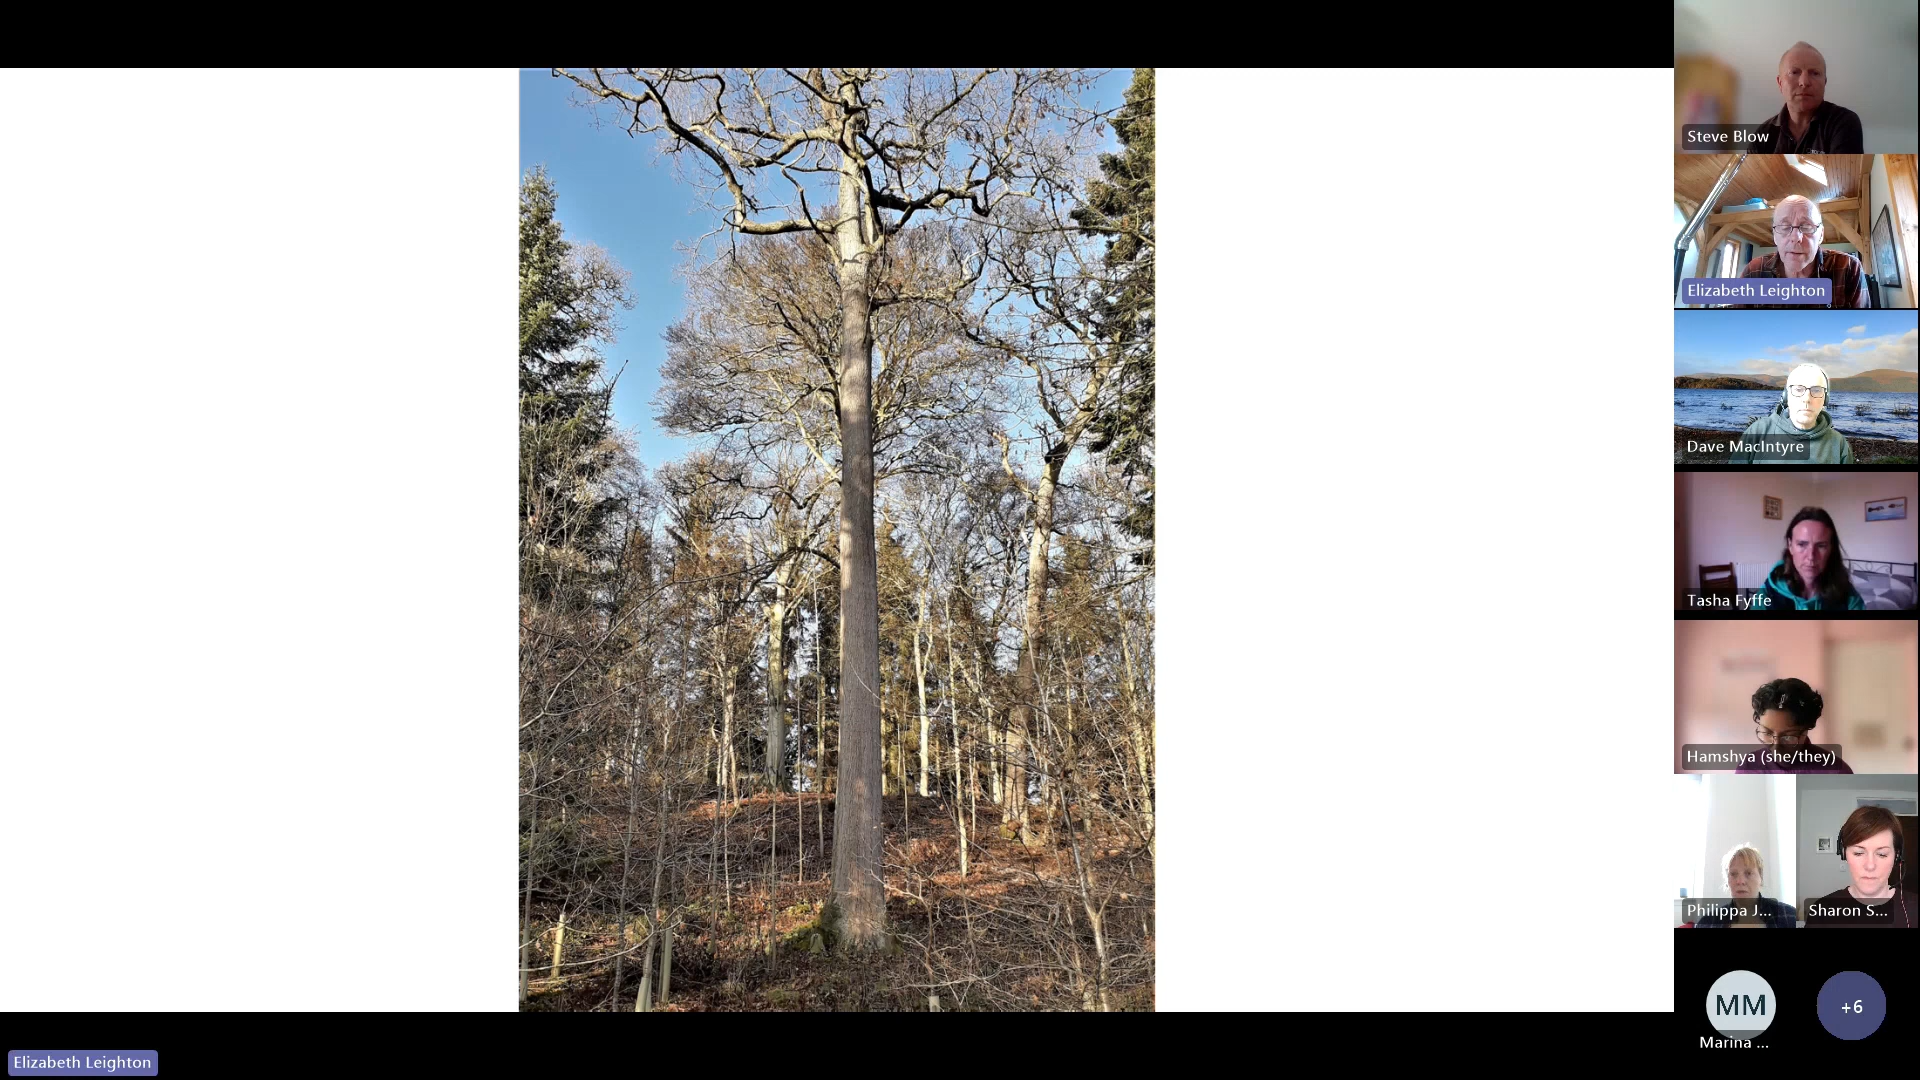 Steve Blow
Elizabeth Leighton
Dave MacIntyre
Tasha Fyffe
Hamshya (she/they)
Philippa J...
Sharon S...
MM
+6
Marina ...
Elizabeth Leighton